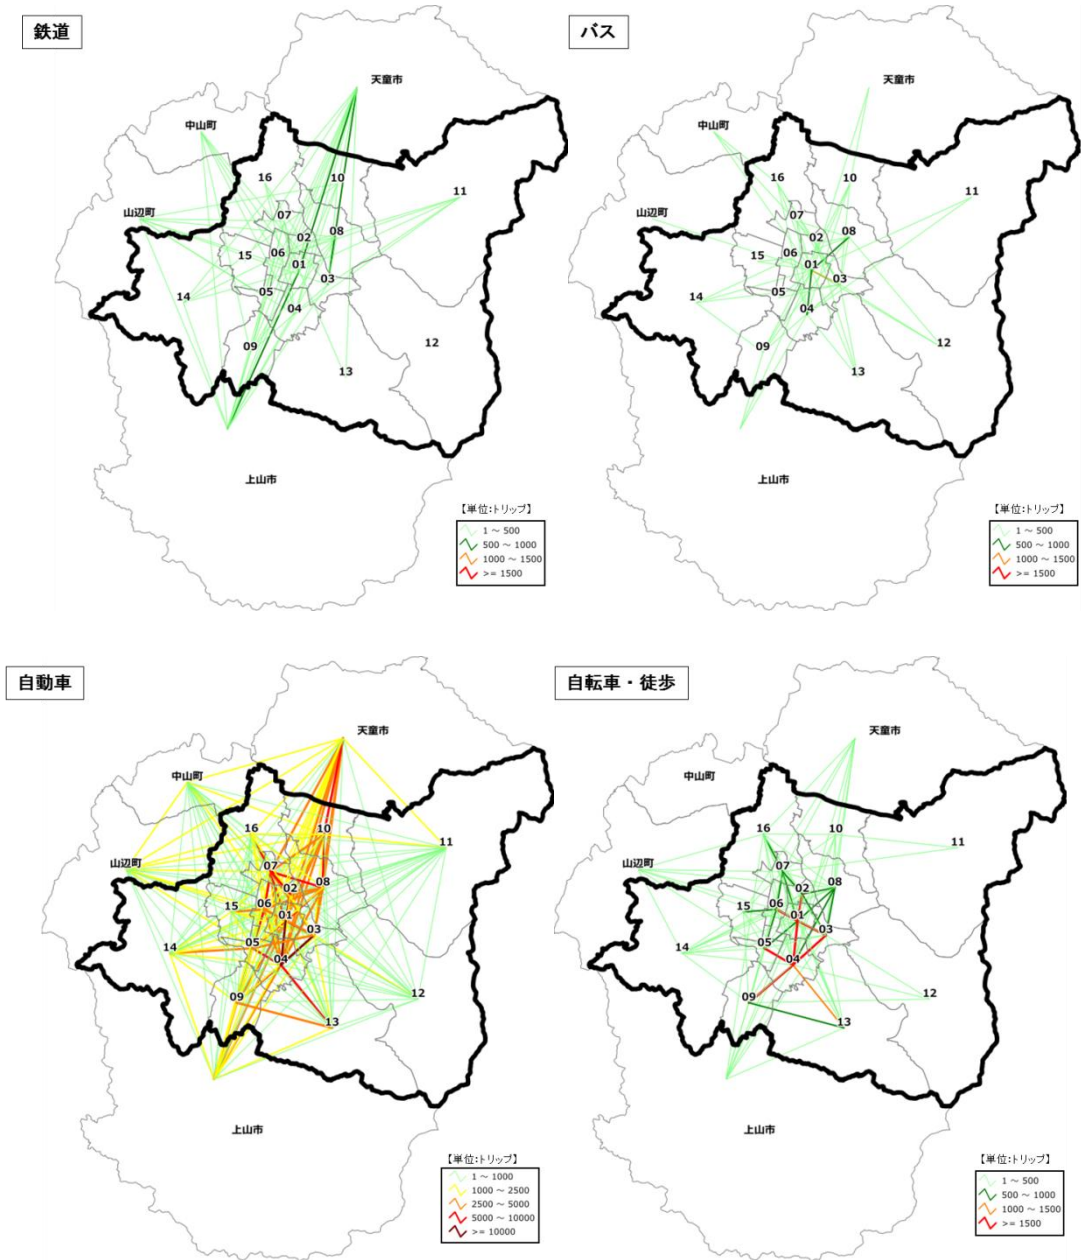 鉄道
天童市
中山町
16
10
11
山辺町
07
08
02
06
15
01
03
14
05
04
09
12
13
上山市
【単位:トリップ】
1 ～ 500
500 ～ 1000
1000 ～ 1500
>= 1500
バス
天童市
中山町
16
10
11
山辺町
07
08
02
06
15
01
03
14
05
04
09
12
13
上山市
【単位:トリップ】
1 ～ 500
500 ～ 1000
1000 ～ 1500
>= 1500
自動車
天童市
中山町
16
10
11
山辺町
07
08
02
06
15
01
03
14
05
04
09
12
13
上山市
【単位:トリップ】
1 ～ 1000
1000 ～ 2500
2500 ～ 5000
5000 ～ 10000
>= 10000
自転車・徒歩
天童市
中山町
16
10
11
山辺町
07
08
02
06
15
01
03
14
05
04
09
12
13
上山市
【単位:トリップ】
1 ～ 500
500 ～ 1000
1000 ～ 1500
>= 1500